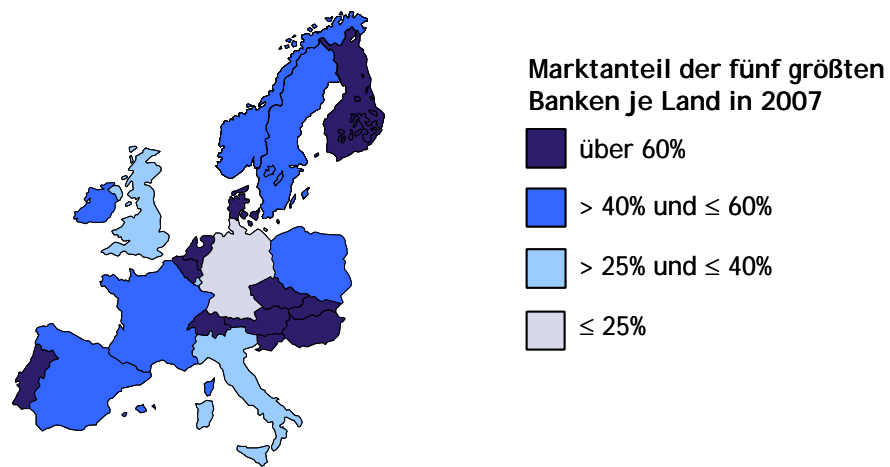 Marktanteil der fünf größten
Banken je Land in 2007
über 60%
> 40% und ≤ 60%
> 25% und ≤ 40%
≤ 25%